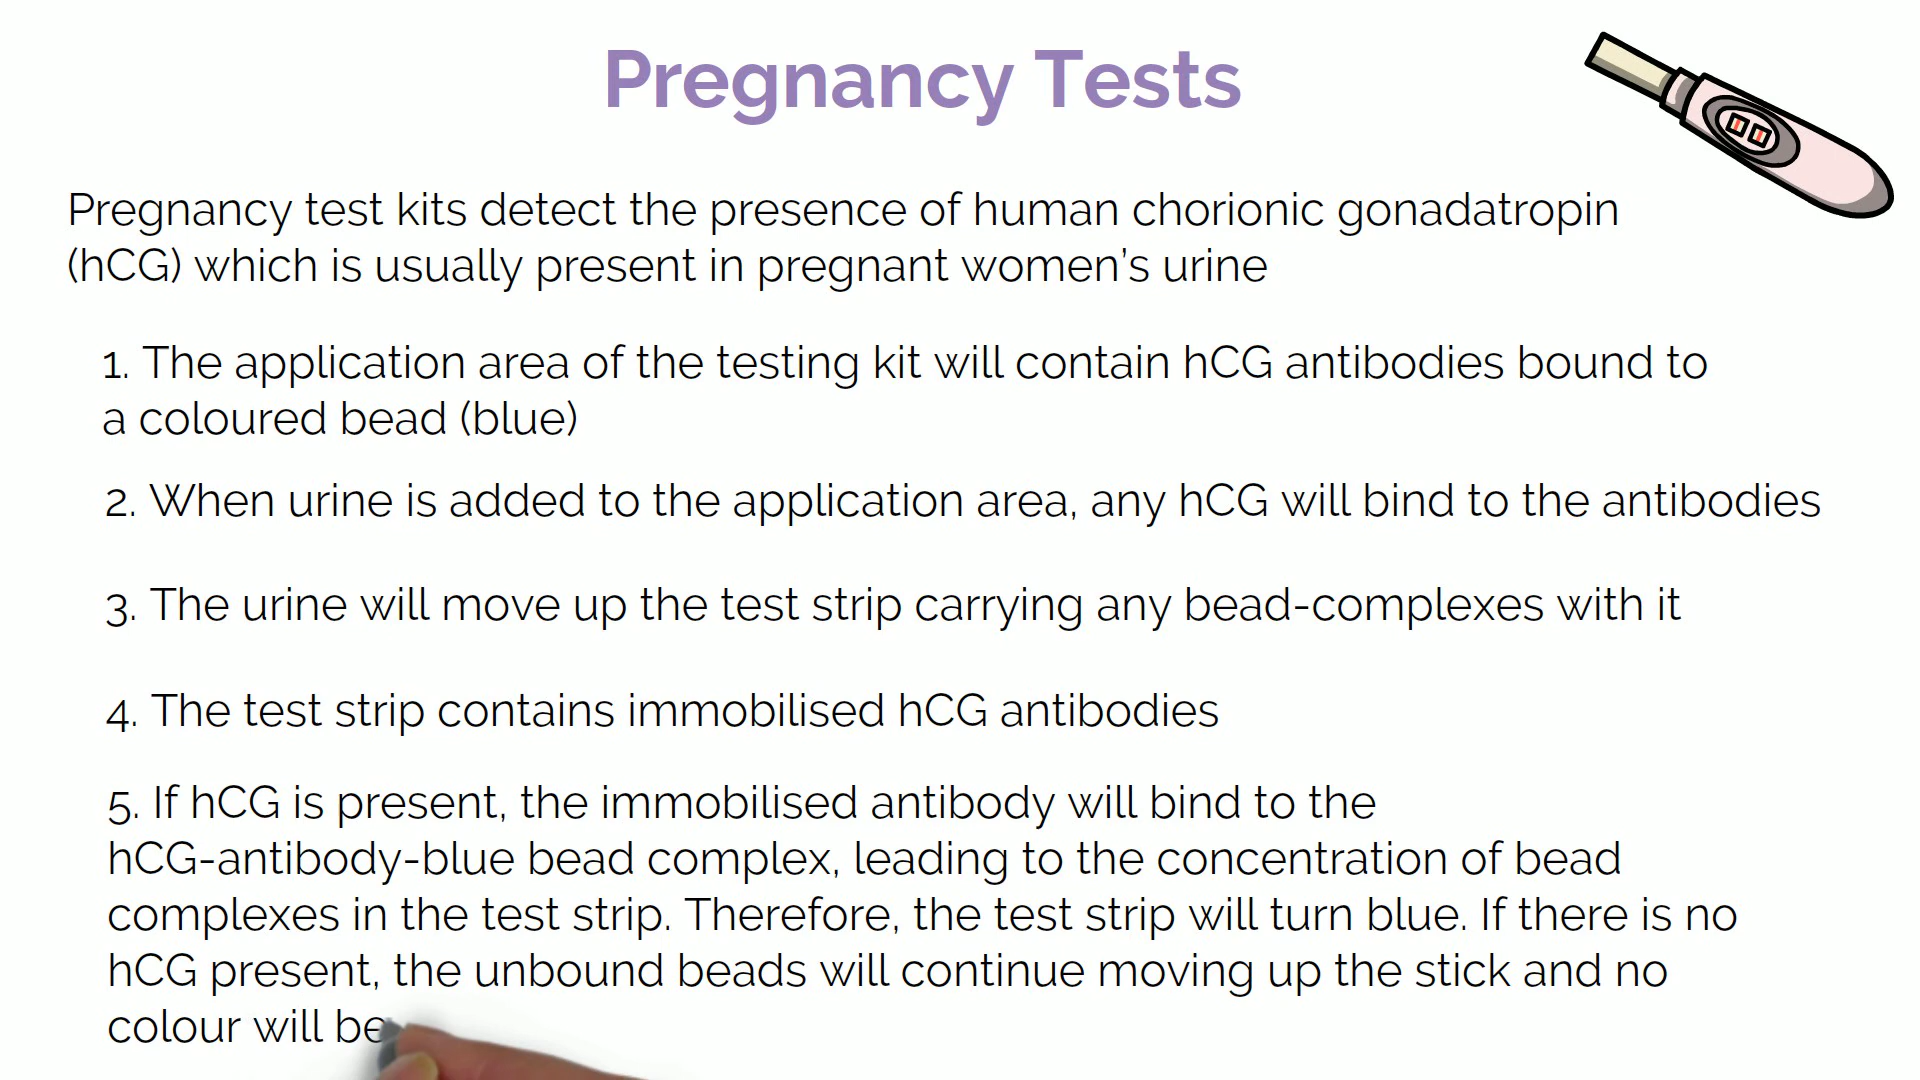 Pregnancy Tests
Pregnancy test kits detect the presence of human chorionic gonadatropin
(hCG) which is usually present in pregnant women’s urine
1. The application area of the testing kit will contain hCG antibodies bound to
a coloured bead (blue)
2. When urine is added to the application area, any hCG will bind to the antibodies
3. The urine will move up the test strip carrying any bead-complexes with it
4. The test strip contains immobilised hCG antibodies
5. If hCG is present, the immobilised antibody will bind to the
hCG-antibody-blue bead complex, leading to the concentration of bead
complexes in the test strip. Therefore, the test strip will turn blue. If there is no
hCG present, the unbound beads will continue moving up the stick and no
colour will be